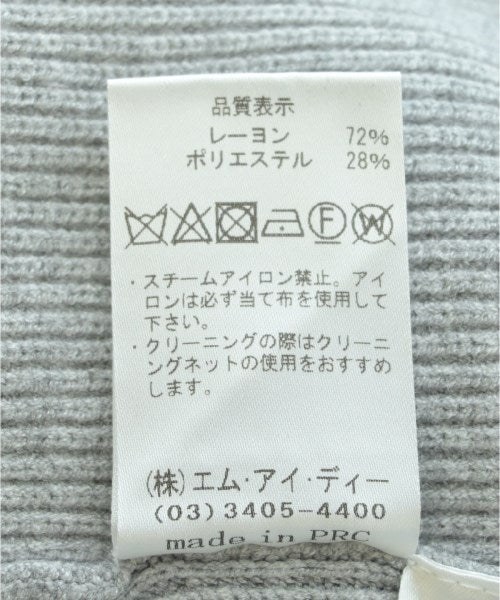 品質表示
レーヨン 72%
ポリエステル 28%
F W
・スチームアイロン禁止。アイ
ロンは必ず当て布を使用して
下さい。
・クリーニングの際はクリーニ
ングネットの使用をおすすめ
します。
(株)エム・アイ・ディー
(03)3405-4400
made in PRC